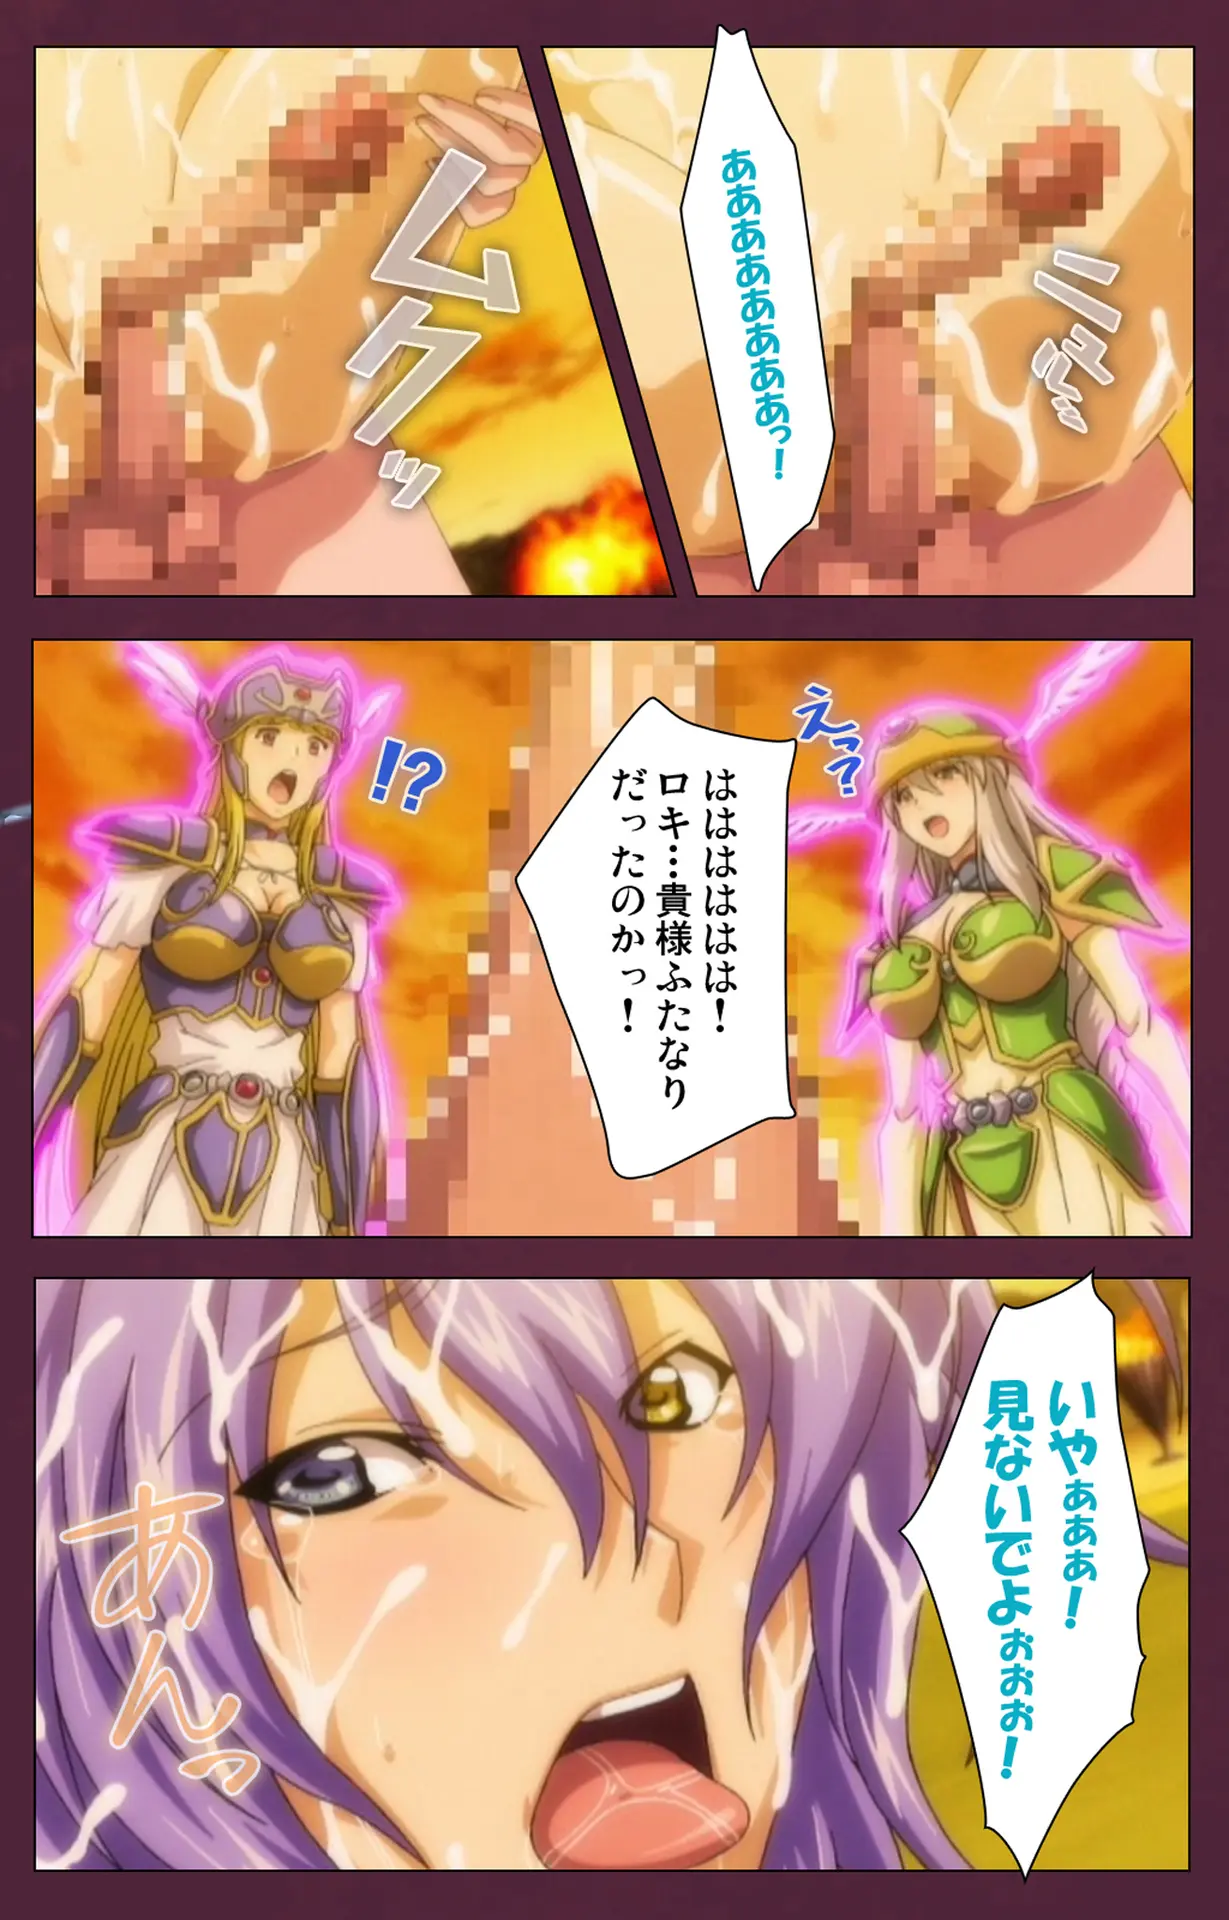 ああああああああっ!
ニュ
ムクッ
えっ?
はははははは!
ロキ…貴様ふたなり
だったのかっ!
!?
いやぁぁぁ!
見ないでよぉぉぉ!
あんっ